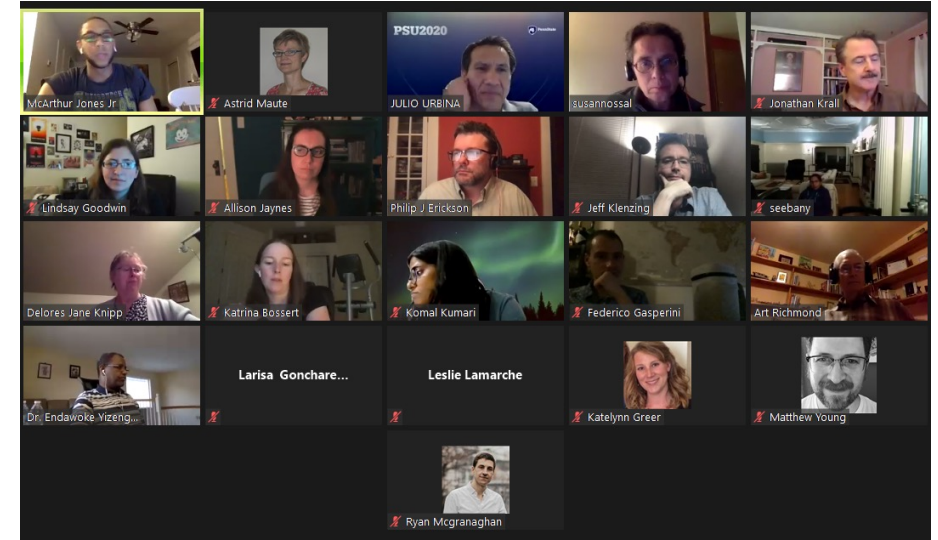 PSU2020
McArthur Jones Jr
Astrid Maute
JULIO URBINA
susannossal
Jonathan Krall
Lindsay Goodwin
Allison Jaynes
Philip J Erickson
Jeff Klenzing
seebany
Delores Jane Knipp
Katrina Bossert
Komal Kumari
Federico Gasperini
Art Richmond
Dr. Endawoke Yizeng...
Larisa Gonchare...
Leslie Lamarche
Katelynn Greer
Matthew Young
Ryan Mcgranaghan